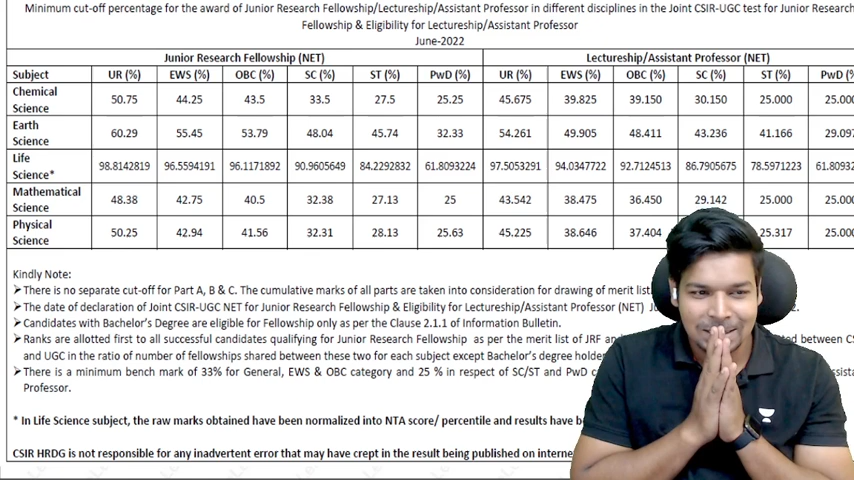 Minimum cut-off percentage for the award of Junior Research Fellowship/Lectureship/Assistant Professor in different disciplines in the Joint CSIR-UGC test for Junior Research
Fellowship & Eligibility for Lectureship/Assistant Professor
June-2022
Junior Research Fellowship (NET) Lectureship/Assistant Professor (NET)
Subject UR (%) EWS (%) OBC (%) SC (%) ST (%) PwD (%) UR (%) EWS (%) OBC (%) SC (%) ST (%) PwD (%
Chemical Science 50.75 44.25 43.5 33.5 27.5 25.25 45.675 39.825 39.150 30.150 25.000 25.000
Earth Science 60.29 55.45 53.79 48.04 45.74 32.33 54.261 49.905 48.411 43.236 41.166 29.097
Life Science* 98.8142819 96.5594191 96.1171892 90.9605649 84.2292832 61.8093224 97.5053291 94.0347722 92.7124513 86.7905675 78.5971223 61.80932
Mathematical Science 48.38 42.75 40.5 32.38 27.13 25 43.542 38.475 36.450 29.142 25.000 25.000
Physical Science 50.25 42.94 41.56 32.31 28.13 25.63 45.225 38.646 37.404 25.317 25.000
Kindly Note:
➤There is no separate cut-off for Part A, B & C. The cumulative marks of all parts are taken into consideration for drawing of merit list.
➤The date of declaration of Joint CSIR-UGC NET for Junior Research Fellowship & Eligibility for Lectureship/Assistant Professor (NET) 2.
➤Candidates with Bachelor's Degree are eligible for Fellowship only as per the Clause 2.1.1 of Information Bulletin.
➤Ranks are allotted first to all successful candidates qualifying for Junior Research Fellowship as per the merit list of JRF and between CS
and UGC in the ratio of number of fellowships shared between these two for each subject except Bachelor's degree holde
➤There is a minimum bench mark of 33% for General, EWS & OBC category and 25 % in respect of SC/ST and PwD
Professor.
* In Life Science subject, the raw marks obtained have been normalized into NTA score/ percentile and results have be
CSIR HRDG is not responsible for any inadvertent error that may have crept in the result being published on interne